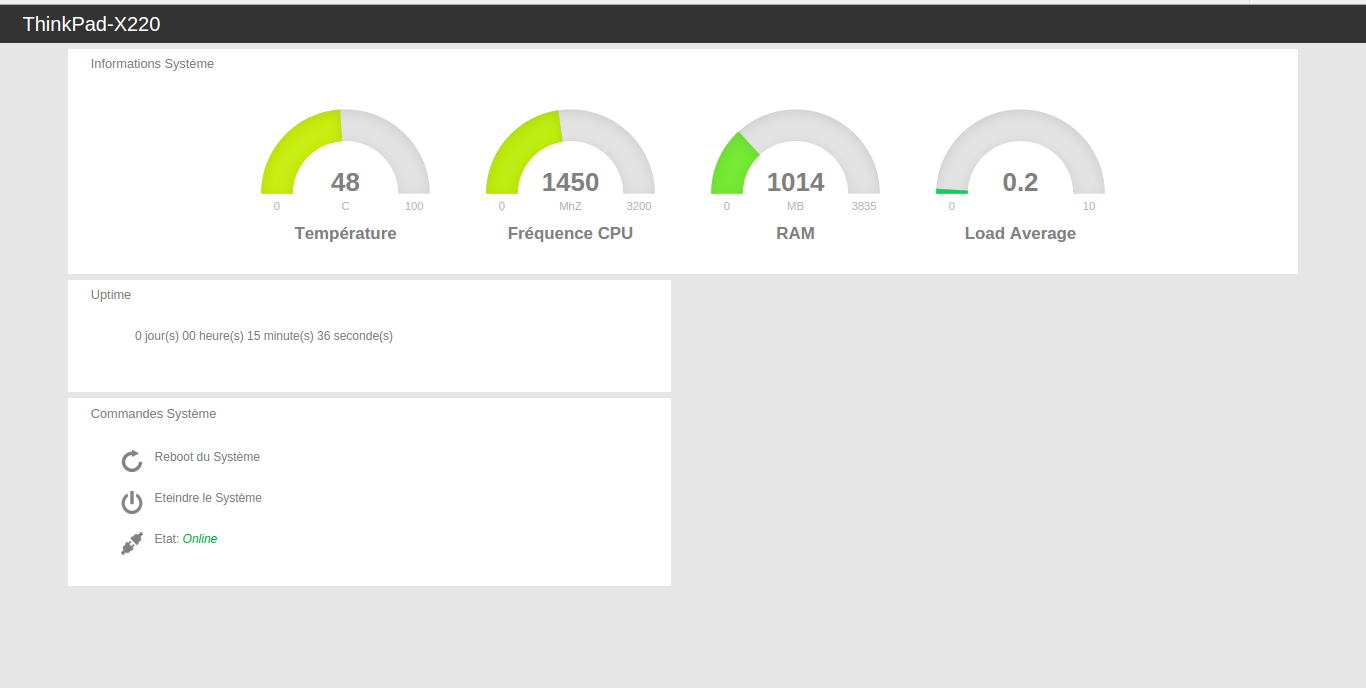 ThinkPad-X220
Informations Systéme
48
0 C 100
Température
1450
0 MhZ 3200
Fréquence CPU
1014
0 MB 3835
RAM
0.2
0 10
Load Average
Uptime
0 jour(s) 00 heure(s) 15 minute(s) 36 seconde(s)
Commandes Système
Reboot du Système
Eteindre le Système
Etat: Online